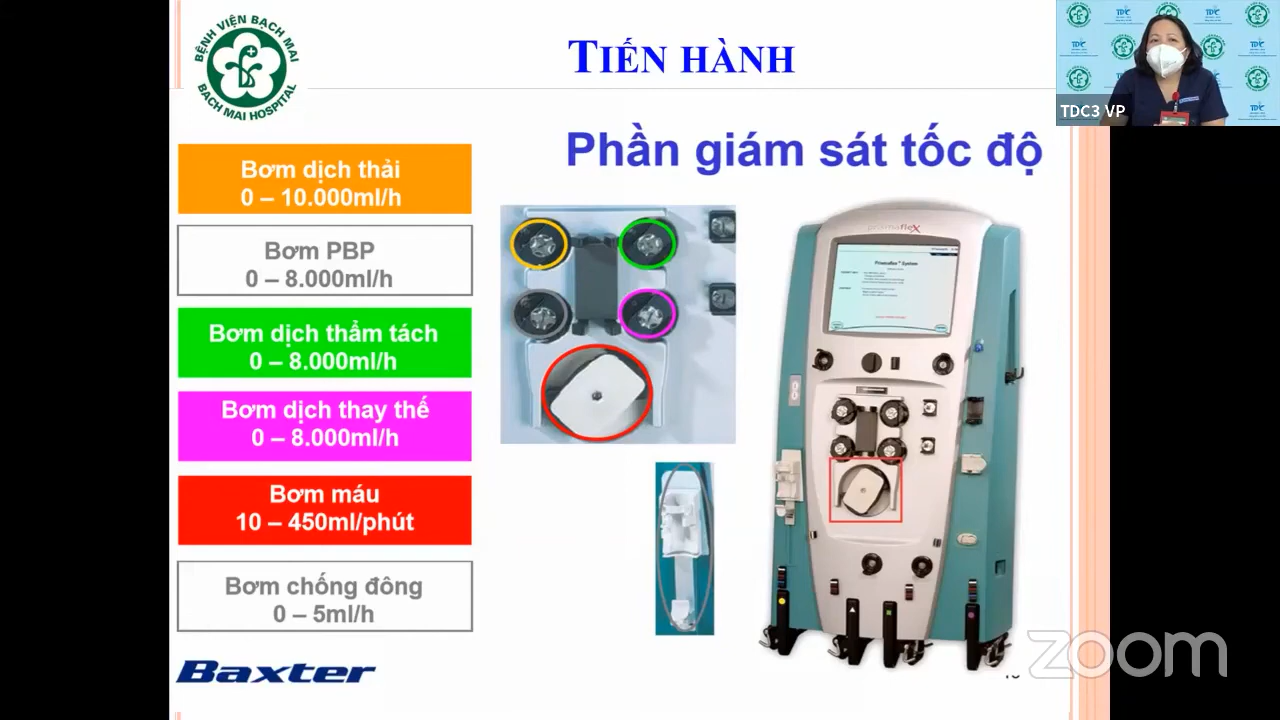 BỆNH VIỆN BẠCH MAI
BACH MAI HOSPITAL
TIẾN HÀNH
TDC3 VP
Phần giám sát tốc độ
Bơm dịch thải
0 – 10.000ml/h
Bơm PBP
0 – 8.000ml/h
Bơm dịch thẩm tách
0 – 8.000ml/h
Bơm dịch thay thế
0 – 8.000ml/h
Bơm máu
10 – 450ml/phút
Bơm chống đông
0 – 5ml/h
Baxter
prismafleX
Prismaflex™ System
zoom